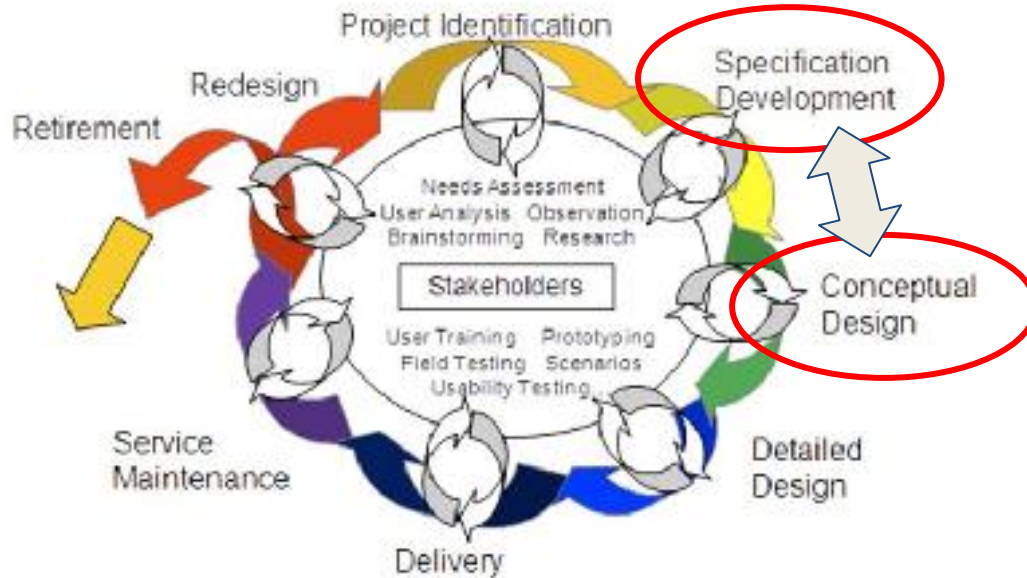 Project Identification
Specification
Development
Redesign
Retirement
Needs Assessment
User Analysis Observation
Brainstorming Research
Stakeholders
Conceptual
Design
User Training Prototyping
Field Testing Scenarios
Usability Testing
Service
Maintenance
Detailed
Design
Delivery